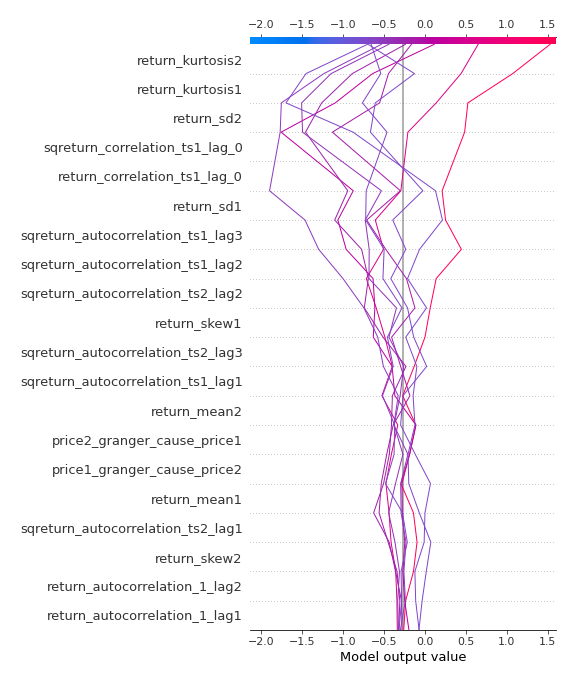 −2.0 −1.5 −1.0 −0.5 0.0 0.5 1.0 1.5
return_kurtosis2
return_kurtosis1
return_sd2
sqreturn_correlation_ts1_lag_0
return_correlation_ts1_lag_0
return_sd1
sqreturn_autocorrelation_ts1_lag3
sqreturn_autocorrelation_ts1_lag2
sqreturn_autocorrelation_ts2_lag2
return_skew1
sqreturn_autocorrelation_ts2_lag3
sqreturn_autocorrelation_ts1_lag1
return_mean2
price2_granger_cause_price1
price1_granger_cause_price2
return_mean1
sqreturn_autocorrelation_ts2_lag1
return_skew2
return_autocorrelation_1_lag2
return_autocorrelation_1_lag1
−2.0 −1.5 −1.0 −0.5 0.0 0.5 1.0 1.5
Model output value